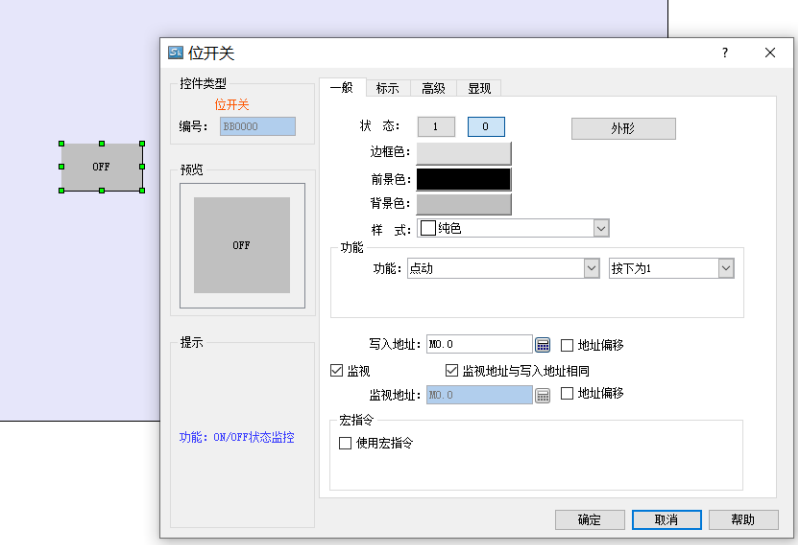 位开关
?
控件类型
位开关
编号: BB0000
OFF
预览
OFF
提示
功能: ON/OFF状态监控
一般 标示 高级 显现
状 态: 1 0 外形
边框色:
前景色:
背景色:
样 式: 纯色
功能
功能: 点动 按下为1
写入地址: M0.0 地址偏移
监视 监视地址与写入地址相同
监视地址: M0.0 地址偏移
宏指令
使用宏指令
确定 取消 帮助